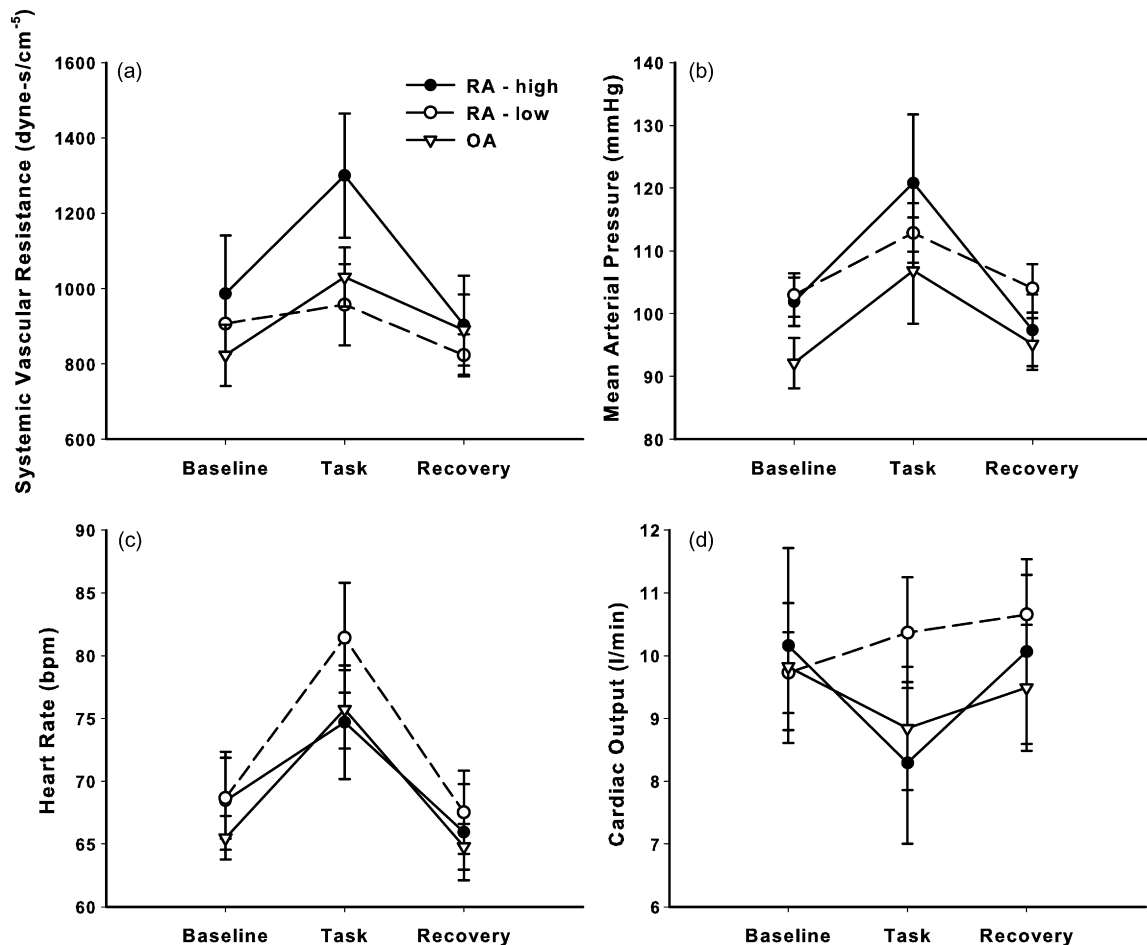 (a)
Systemic Vascular Resistance (dyne-s/cm-5)
1600
1400
1200
1000
800
600
RA - high
RA - low
OA
Baseline Task Recovery
(b)
Mean Arterial Pressure (mmHg)
140
130
120
110
100
90
80
Baseline Task Recovery
(c)
Heart Rate (bpm)
90
85
80
75
70
65
60
Baseline Task Recovery
(d)
Cardiac Output (l/min)
12
11
10
9
8
7
6
Baseline Task Recovery